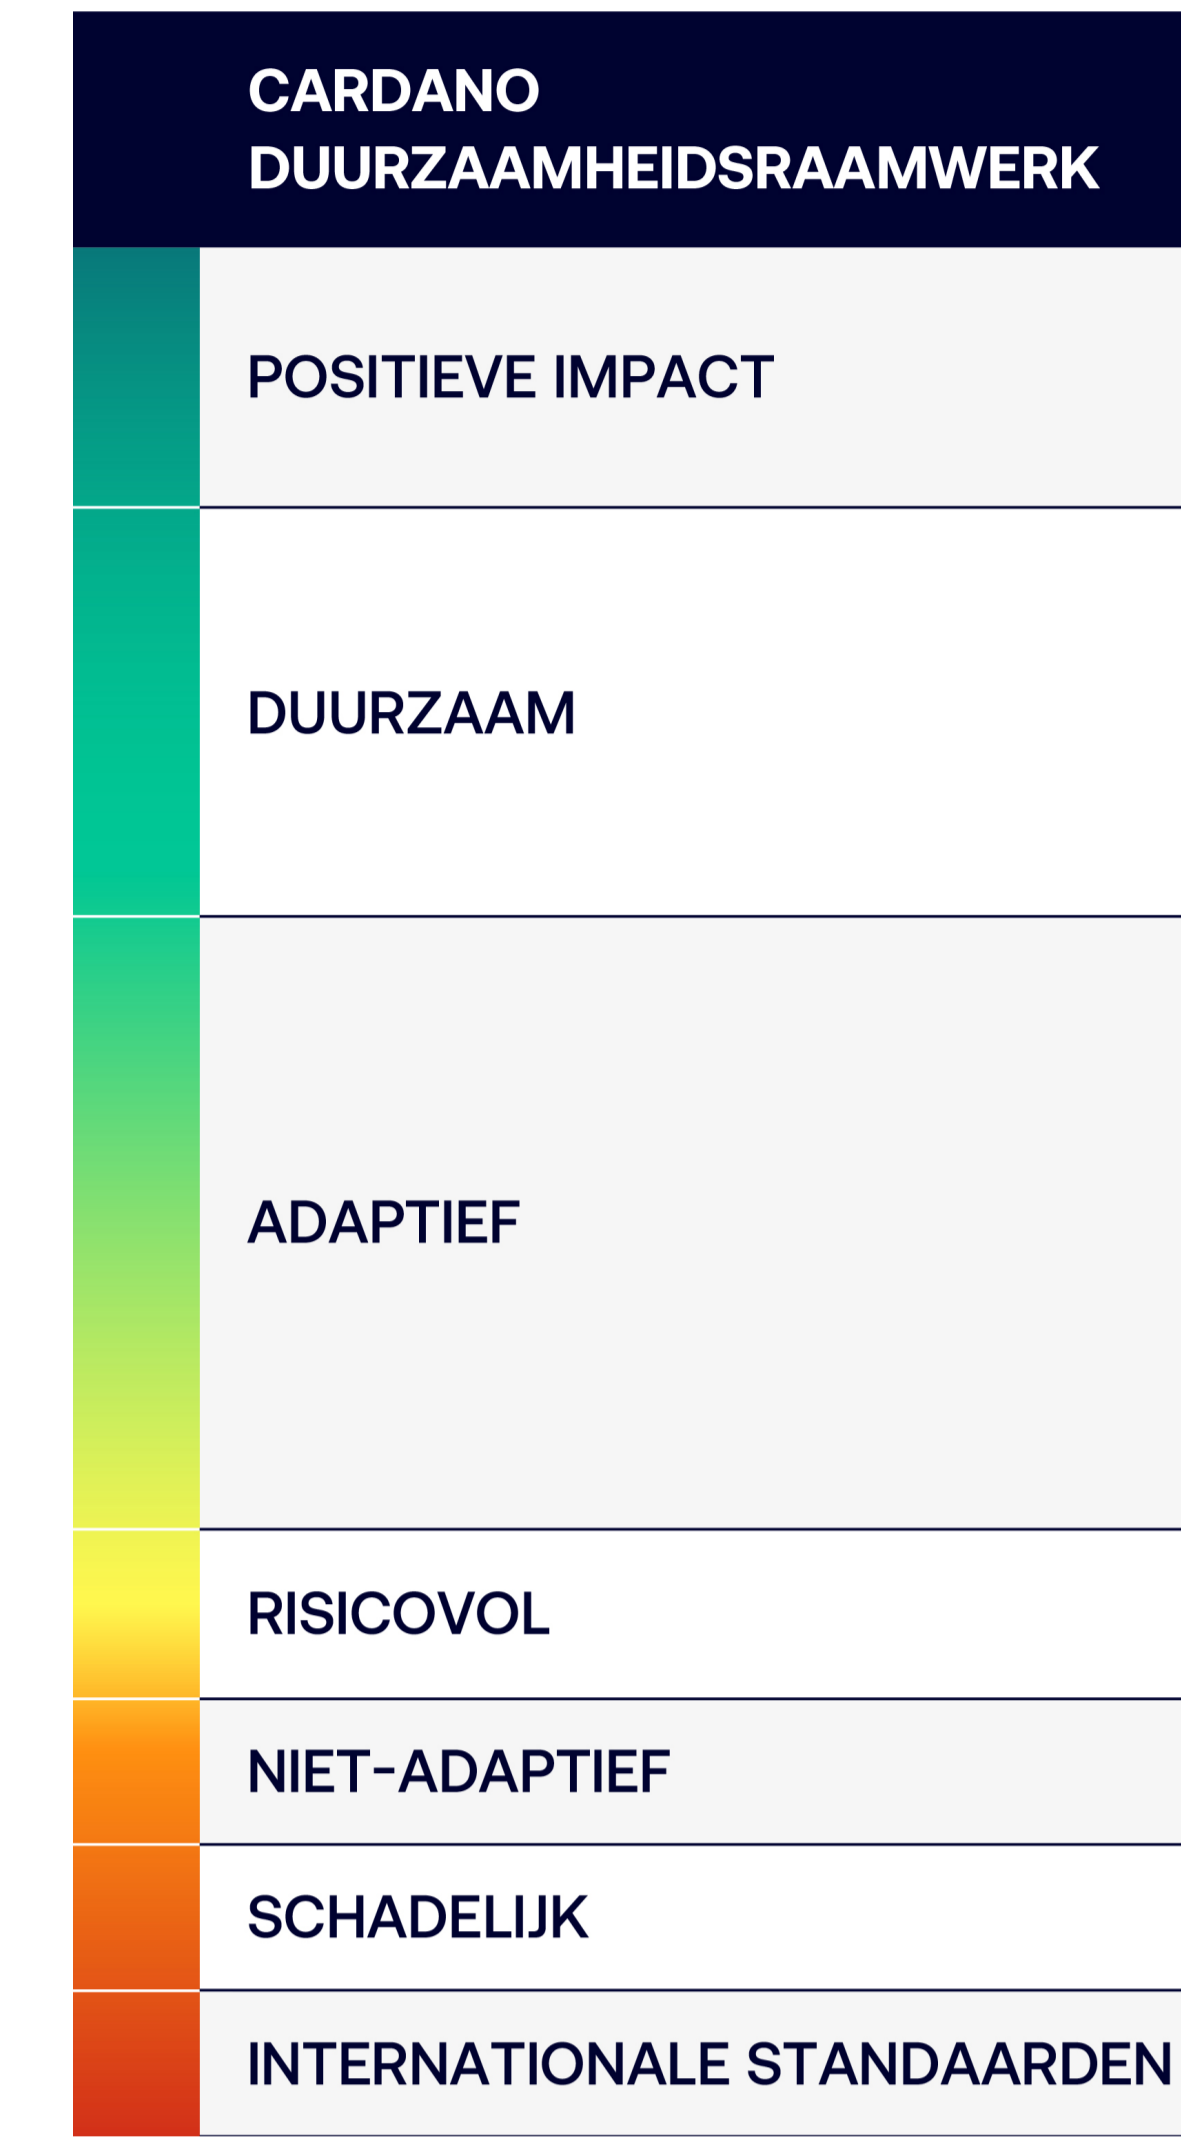 CARDANO
DUURZAAMHEIDSRAAMWERK
POSITIEVE IMPACT
DUURZAAM
ADAPTIEF
RISICOVOL
NIET-ADAPTIEF
SCHADELIJK
INTERNATIONALE STANDAARDEN